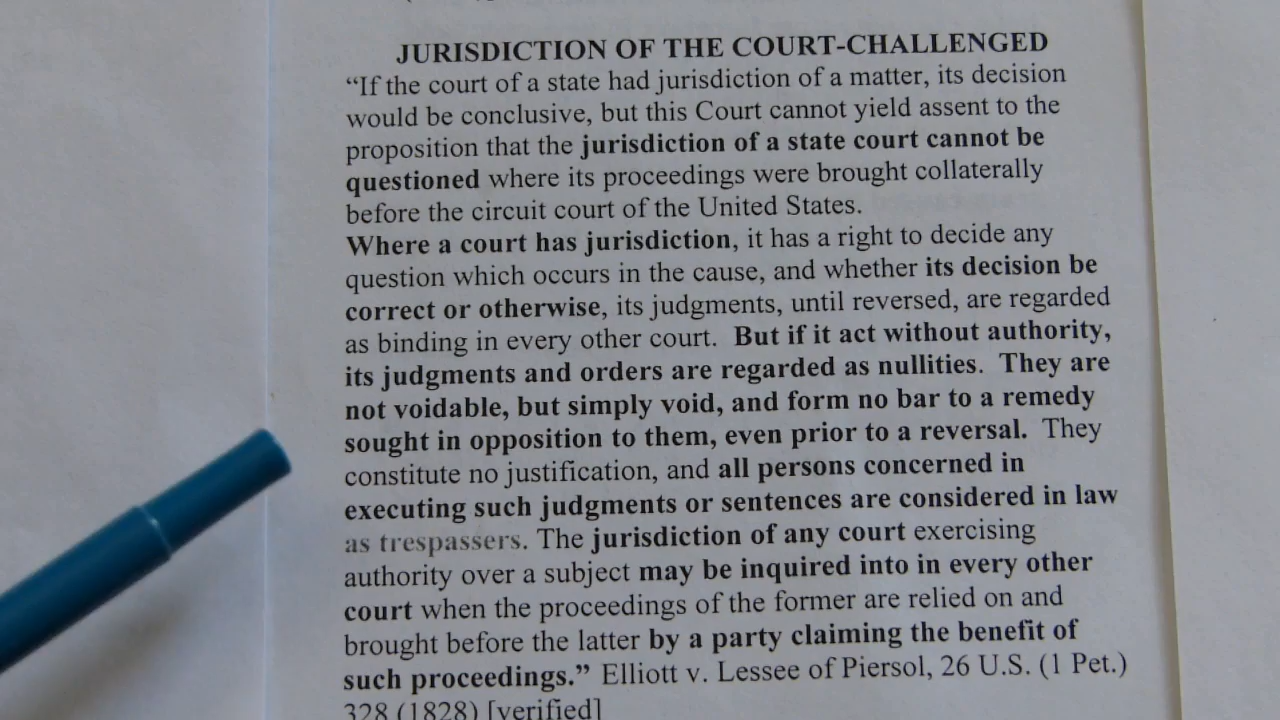 JURISDICTION OF THE COURT-CHALLENGED
“If the court of a state had jurisdiction of a matter, its decision
would be conclusive, but this Court cannot yield assent to the
proposition that the jurisdiction of a state court cannot be
questioned where its proceedings were brought collaterally
before the circuit court of the United States.
Where a court has jurisdiction, it has a right to decide any
question which occurs in the cause, and whether its decision be
correct or otherwise, its judgments, until reversed, are regarded
as binding in every other court. But if it act without authority,
its judgments and orders are regarded as nullities. They are
not voidable, but simply void, and form no bar to a remedy
sought in opposition to them, even prior to a reversal. They
constitute no justification, and all persons concerned in
executing such judgments or sentences are considered in law
as trespassers. The jurisdiction of any court exercising
authority over a subject may be inquired into in every other
court when the proceedings of the former are relied on and
brought before the latter by a party claiming the benefit of
such proceedings.” Elliott v. Lessee of Piersol, 26 U.S. (1 Pet.)
328 (1828) [verified]